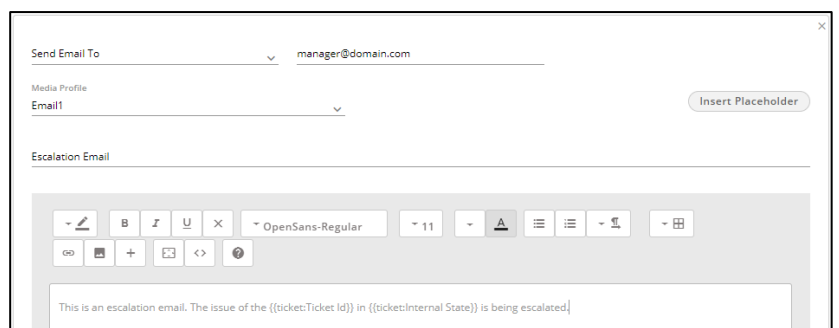 Send Email To manager@domain.com
Media Profile
Email1
Insert Placeholder
Escalation Email
B I U OpenSans-Regular 11 A
This is an escalation email. The issue of the {{ticket:Ticket Id}} in {{ticket:Internal State}} is being escalated.